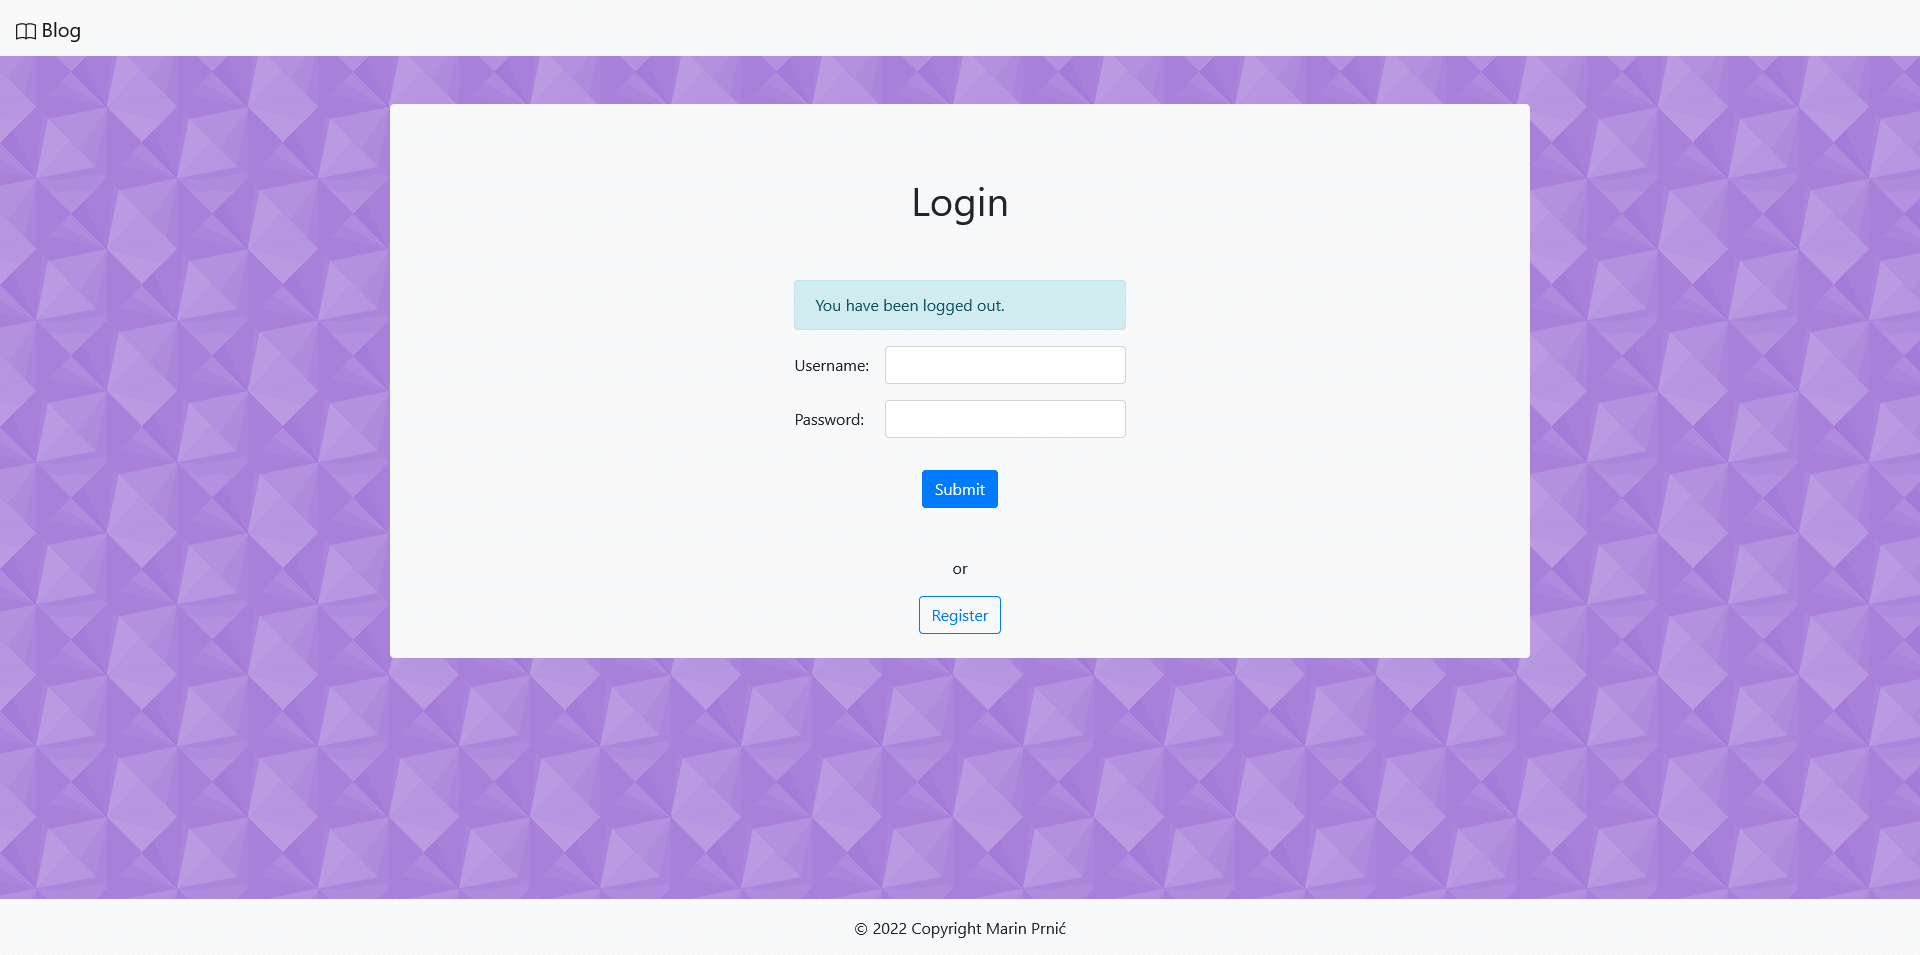 Blog
Login
You have been logged out.
Username:
Password:
Submit
or
Register
© 2022 Copyright Marin Prnić